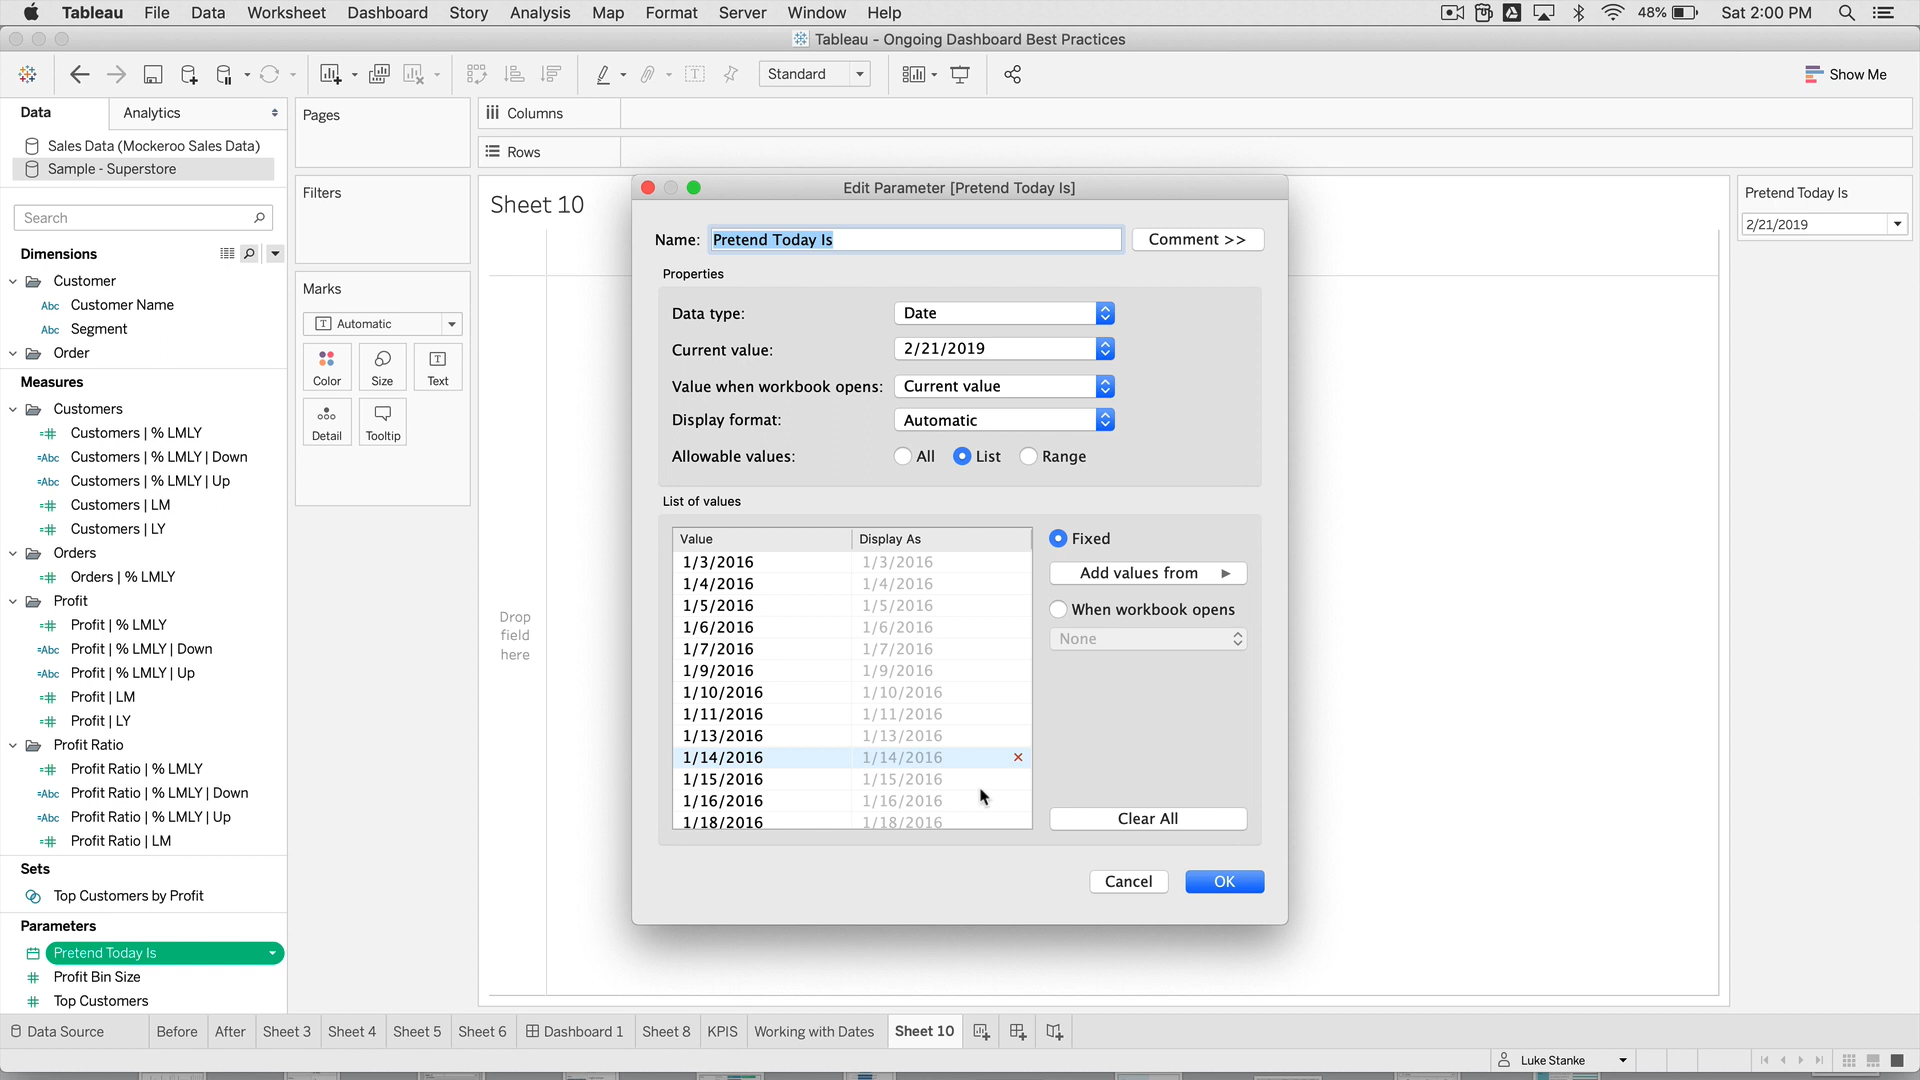 Tableau File Data Worksheet Dashboard Story Analysis Map Format Server Window Help 48% Sat 2:00 PM
Tableau - Ongoing Dashboard Best Practices
Standard Show Me
Data Analytics
Sales Data (Mockeroo Sales Data)
Sample - Superstore
Search
Dimensions
Customer
Abc Customer Name
Abc Segment
Order
Measures
Customers
Customers | % LMLY
=Abc Customers | % LMLY | Down
=Abc Customers | % LMLY | Up
Customers | LM
Customers | LY
Orders
Orders | % LMLY
Profit
Profit | % LMLY
=Abc Profit | % LMLY | Down
=Abc Profit | % LMLY | Up
Profit | LM
Profit | LY
Profit Ratio
Profit Ratio | % LMLY
=Abc Profit Ratio | % LMLY | Down
=Abc Profit Ratio | % LMLY | Up
Profit Ratio | LM
Sets
Top Customers by Profit
Parameters
Pretend Today Is
Profit Bin Size
Top Customers
Pages
Filters
Marks
Automatic
Color Size Text
Detail Tooltip
Columns
Rows
Sheet 10
Drop
field
here
Edit Parameter [Pretend Today Is]
Name: Pretend Today Is Comment >>
Properties
Data type: Date
Current value: 2/21/2019
Value when workbook opens: Current value
Display format: Automatic
Allowable values: All List Range
List of values
Value Display As
1/3/2016 1/3/2016
1/4/2016 1/4/2016
1/5/2016 1/5/2016
1/6/2016 1/6/2016
1/7/2016 1/7/2016
1/9/2016 1/9/2016
1/10/2016 1/10/2016
1/11/2016 1/11/2016
1/13/2016 1/13/2016
1/14/2016 1/14/2016
1/15/2016 1/15/2016
1/16/2016 1/16/2016
1/18/2016 1/18/2016
Fixed
Add values from
When workbook opens
None
Clear All
Cancel OK
Pretend Today Is
2/21/2019
Data Source Before After Sheet 3 Sheet 4 Sheet 5 Sheet 6 Dashboard 1 Sheet 8 KPIS Working with Dates Sheet 10
Luke Stanke